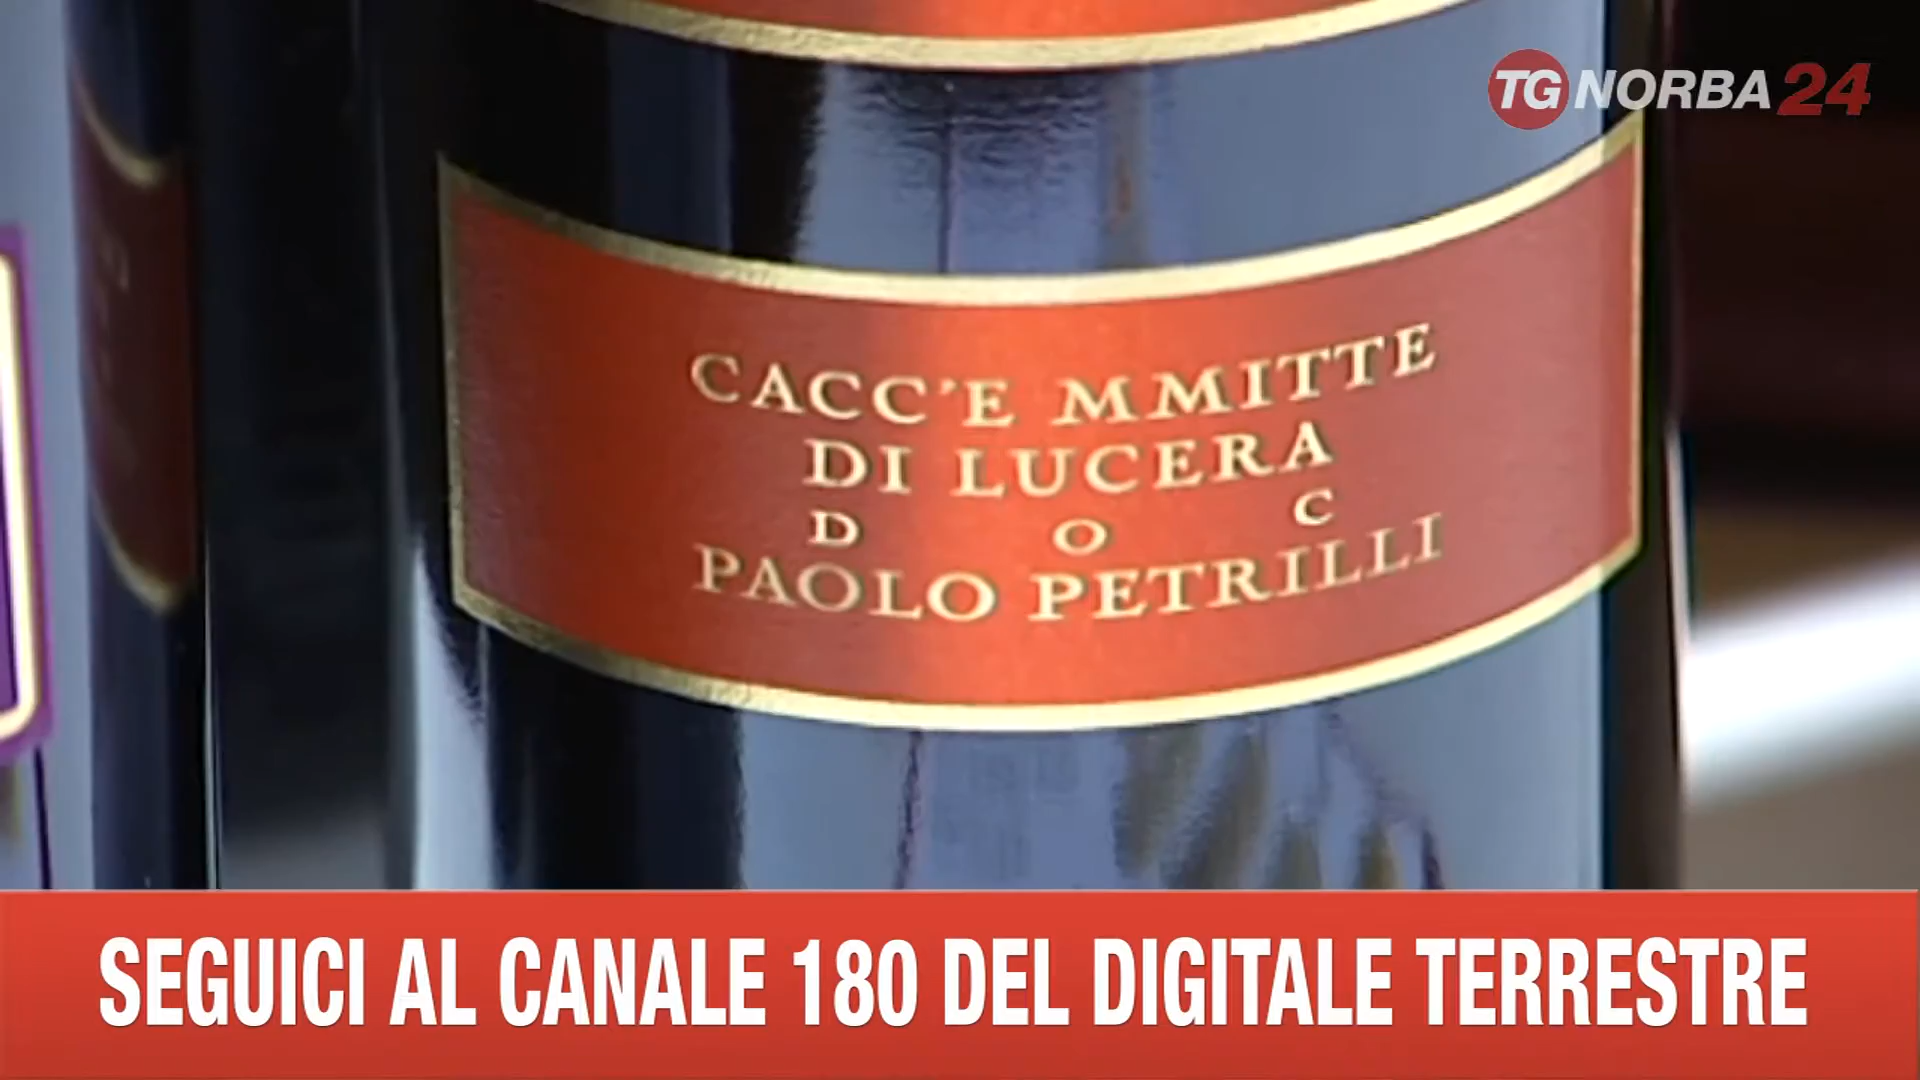 TG NORBA 24
CACC'E MMITTE
DI LUCERA
D O C
PAOLO PETRILLI
SEGUICI AL CANALE 180 DEL DIGITALE TERRESTRE